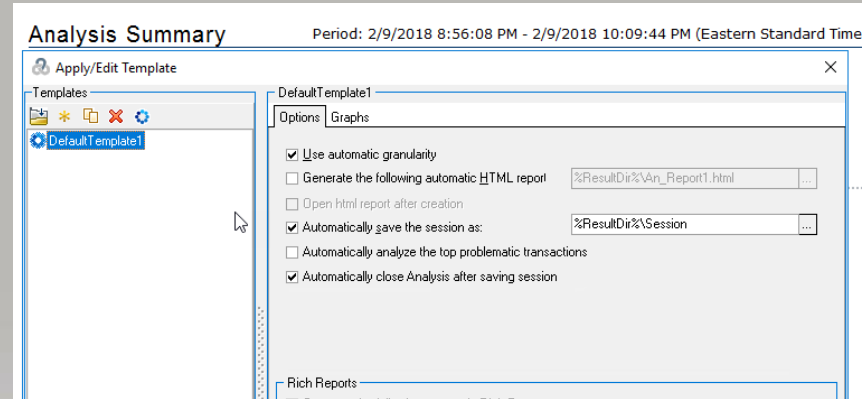 Analysis Summary
Period: 2/9/2018 8:56:08 PM - 2/9/2018 10:09:44 PM (Eastern Standard Time
Apply/Edit Template
Templates
DefaultTemplate1
DefaultTemplate1
Options Graphs
Use automatic granularity
Generate the following automatic HTML report %ResultDir%\An_Report1.html ...
Open html report after creation
Automatically save the session as: %ResultDir%\Session ...
Automatically analyze the top problematic transactions
Automatically close Analysis after saving session
Rich Reports